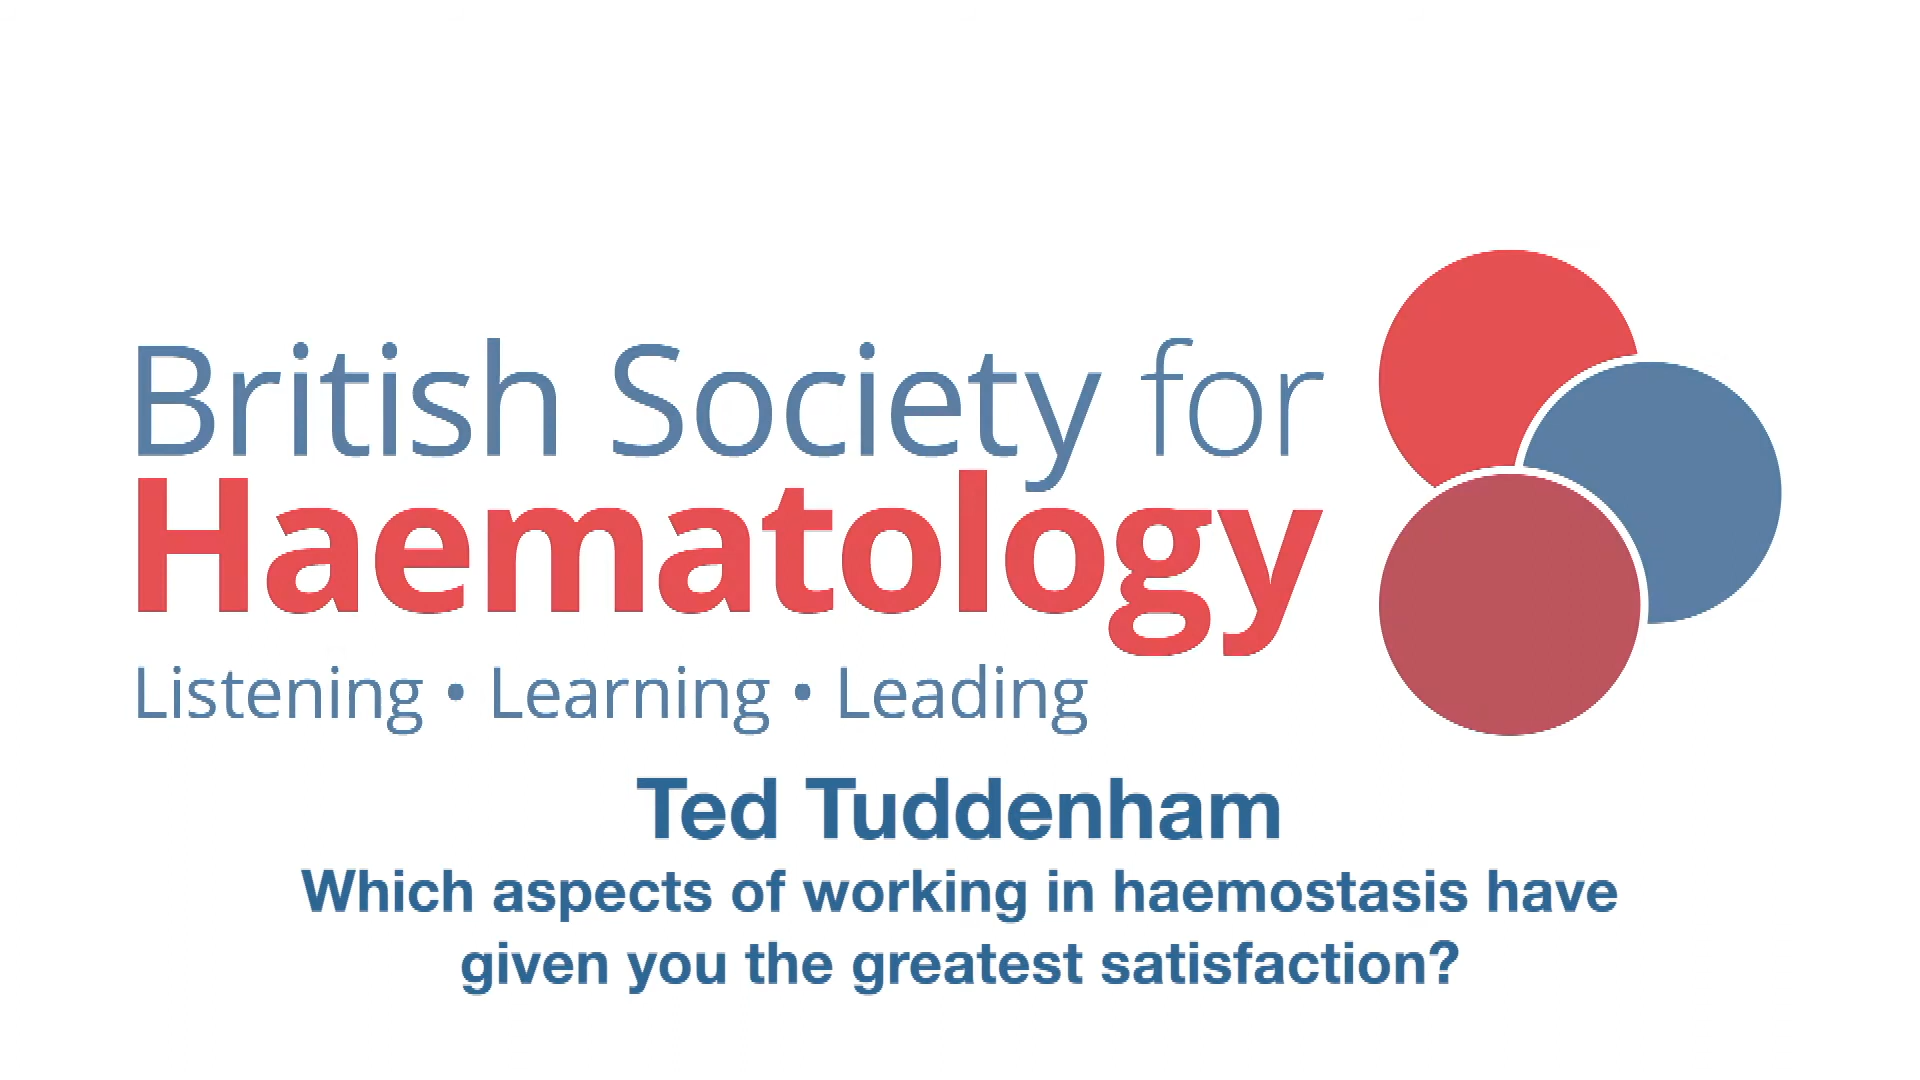 British Society for
Haematology
Listening • Learning • Leading
Ted Tuddenham
Which aspects of working in haemostasis have
given you the greatest satisfaction?